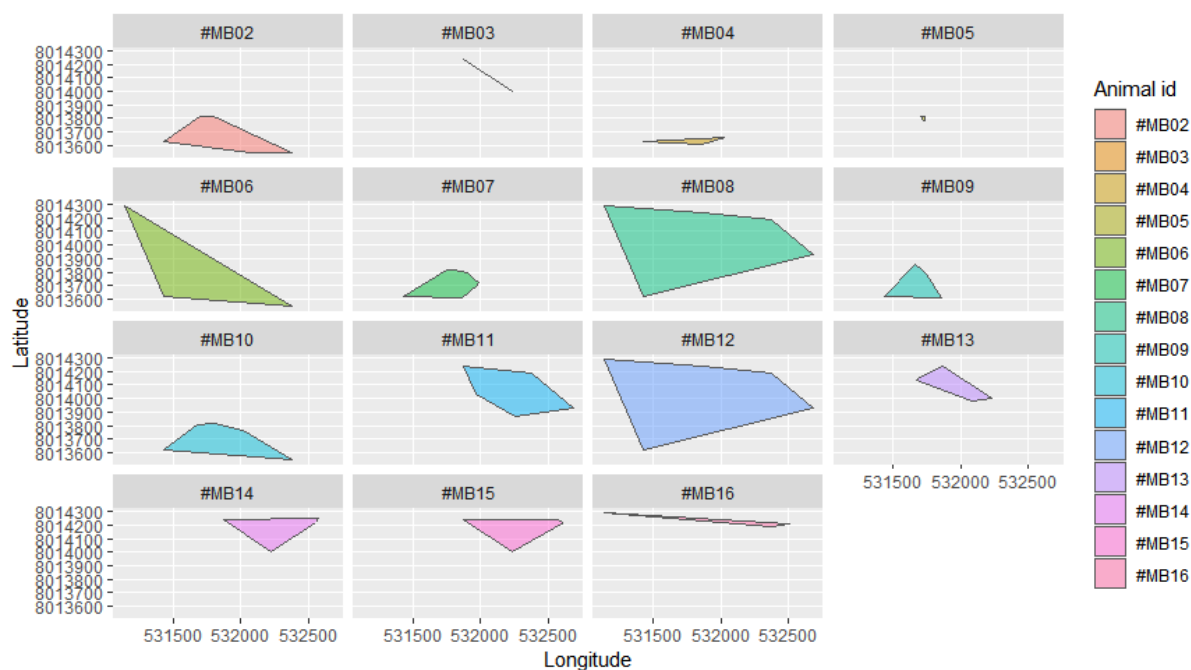 #MB02 #MB03 #MB04 #MB05
8014300
8014200
8014100
8014000
8013900
8013800
8013700
8013600
#MB06 #MB07 #MB08 #MB09
8014300
8014200
8014100
8014000
8013900
8013800
8013700
8013600
#MB10 #MB11 #MB12 #MB13
8014300
8014200
8014100
8014000
8013900
8013800
8013700
8013600
531500 532000 532500
#MB14 #MB15 #MB16
8014300
8014200
8014100
8014000
8013900
8013800
8013700
8013600
531500 532000 532500 531500 532000 532500 531500 532000 532500
Longitude
Latitude
Animal id
#MB02
#MB03
#MB04
#MB05
#MB06
#MB07
#MB08
#MB09
#MB10
#MB11
#MB12
#MB13
#MB14
#MB15
#MB16